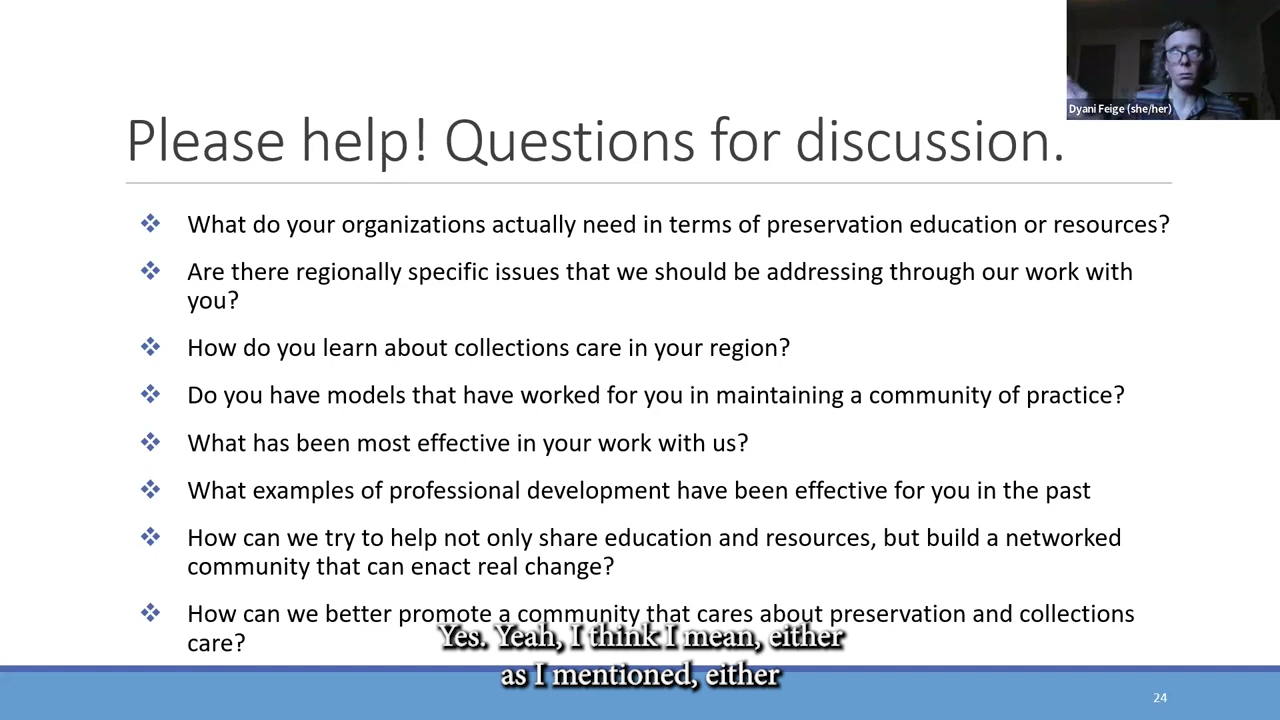 Dyani Feige (she/her)
Please help! Questions for discussion.
❖ What do your organizations actually need in terms of preservation education or resources?
❖ Are there regionally specific issues that we should be addressing through our work with
you?
❖ How do you learn about collections care in your region?
❖ Do you have models that have worked for you in maintaining a community of practice?
❖ What has been most effective in your work with us?
❖ What examples of professional development have been effective for you in the past
❖ How can we try to help not only share education and resources, but build a networked
community that can enact real change?
❖ How can we better promote a community that cares about preservation and collections
care?
Yes. Yeah, I think I mean, either
as I mentioned, either
24